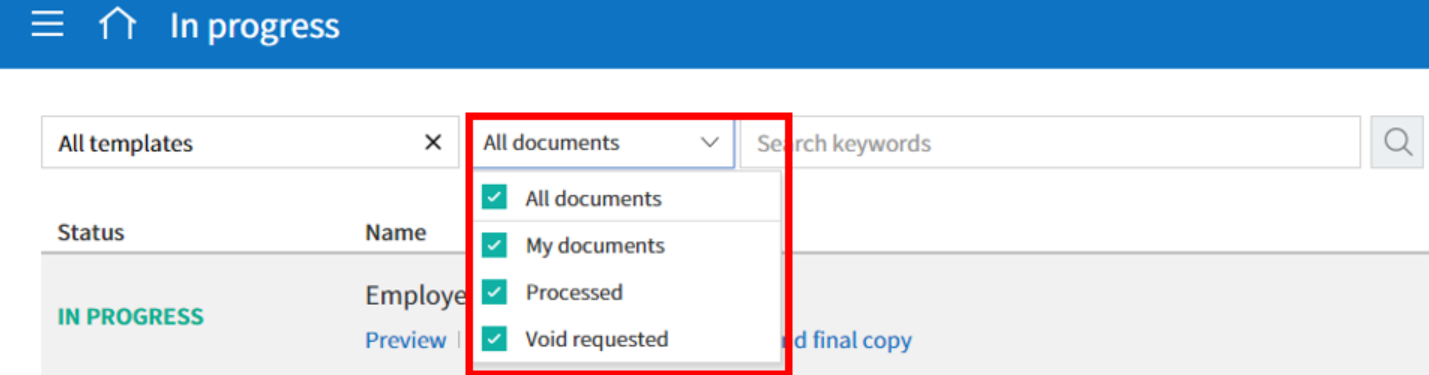 In progress
All templates
All documents
Search keywords
All documents
Status
Name
My documents
Processed
IN PROGRESS
Employe
Void requested
Preview
d final copy